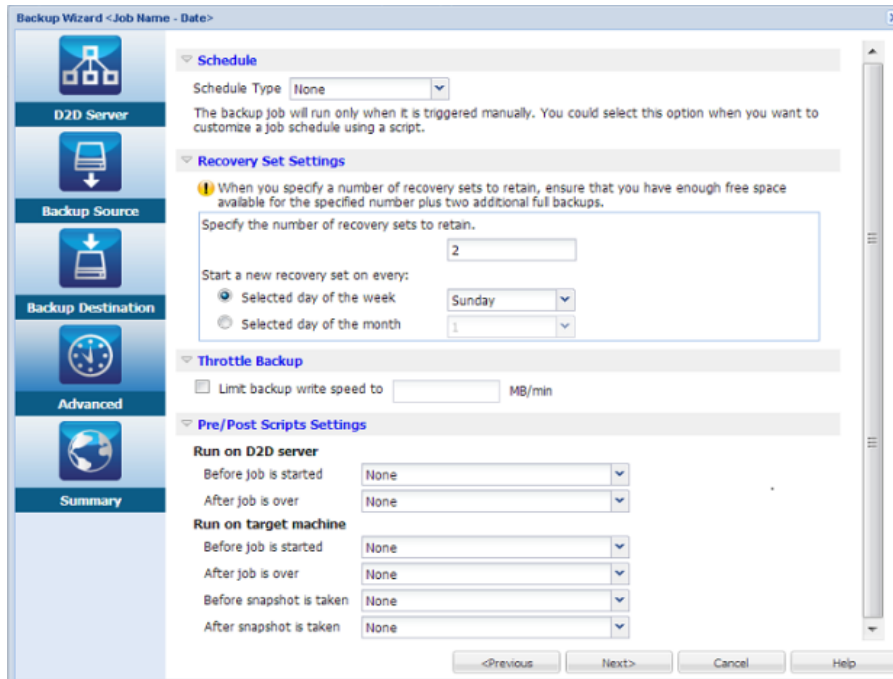 Backup Wizard <Job Name - Date>
D2D Server
Backup Source
Backup Destination
Advanced
Summary
Schedule
Schedule Type None
The backup job will run only when it is triggered manually. You could select this option when you want to
customize a job schedule using a script.
Recovery Set Settings
When you specify a number of recovery sets to retain, ensure that you have enough free space
available for the specified number plus two additional full backups.
Specify the number of recovery sets to retain.
2
Start a new recovery set on every:
Selected day of the week Sunday
Selected day of the month 1
Throttle Backup
Limit backup write speed to MB/min
Pre/Post Scripts Settings
Run on D2D server
Before job is started None
After job is over None
Run on target machine
Before job is started None
After job is over None
Before snapshot is taken None
After snapshot is taken None
<Previous Next> Cancel Help